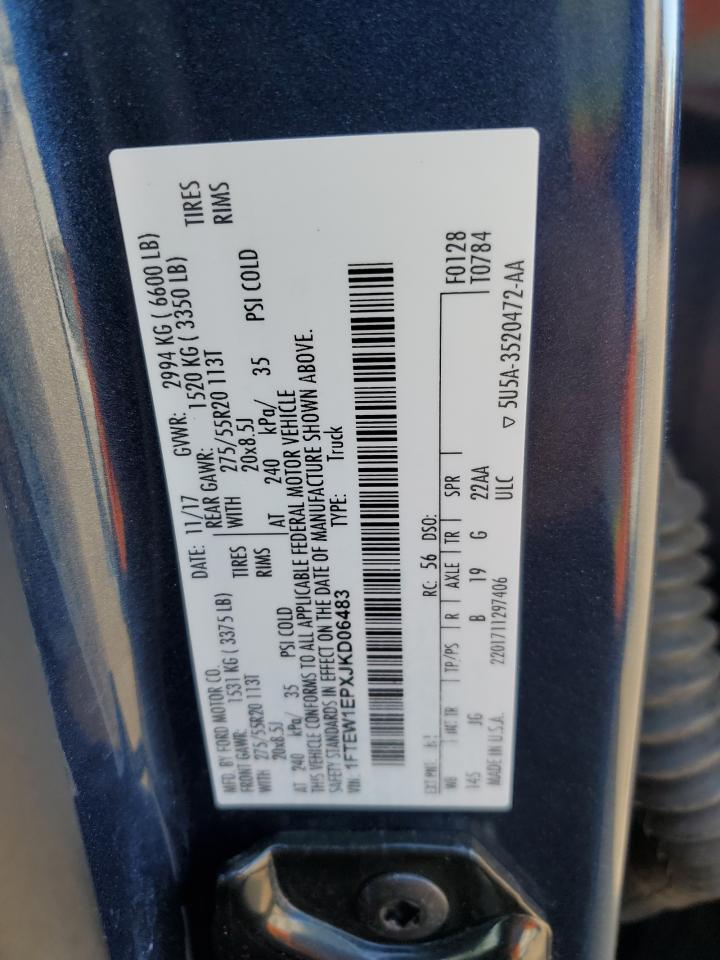 MFD. BY FORD MOTOR CO. DATE: 11/17 GVWR: 2994 KG ( 6600 LB)
FRONT GAWR: 1531 KG ( 3375 LB) REAR GAWR: 1520 KG ( 3350 LB)
WITH 275/55R20 113T TIRES WITH 275/55R20 113T TIRES
20x8.5J RIMS 20x8.5J RIMS
AT 240 kPa/ 35 PSI COLD AT 240 kPa/ 35 PSI COLD
THIS VEHICLE CONFORMS TO ALL APPLICABLE FEDERAL MOTOR VEHICLE
SAFETY STANDARDS IN EFFECT ON THE DATE OF MANUFACTURE SHOWN ABOVE.
VIN: 1FTEW1EPXJKD06483 TYPE: Truck
EXT PNT: RC: 56 DSO: F0128
WB INT TR TP/PS R AXLE TR SPR T0784
145 JG B 19 G 22AA
MADE IN U.S.A. 2201711297406 ULC ▽ 5U5A-3520472-AA